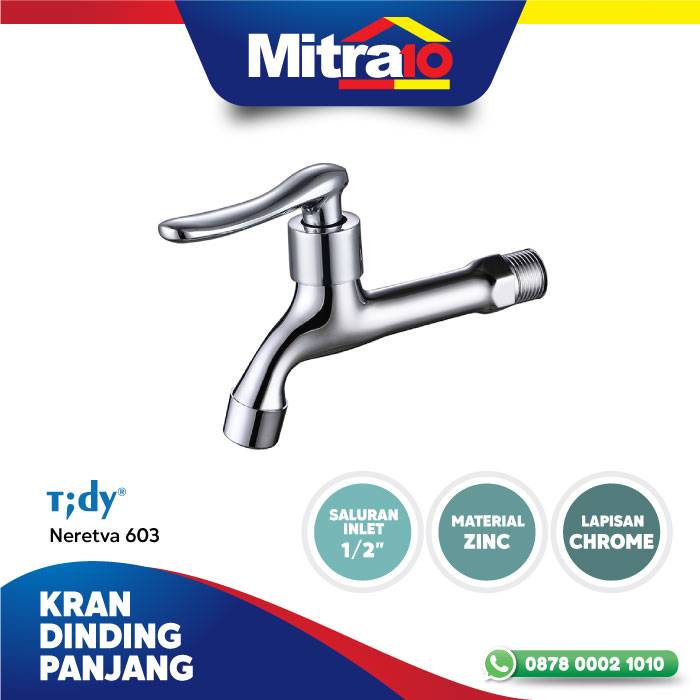 Mitra10
Tidy®
Neretva 603
SALURAN
INLET
1/2"
MATERIAL
ZINC
LAPISAN
CHROME
KRAN
DINDING
PANJANG
0878 0002 1010